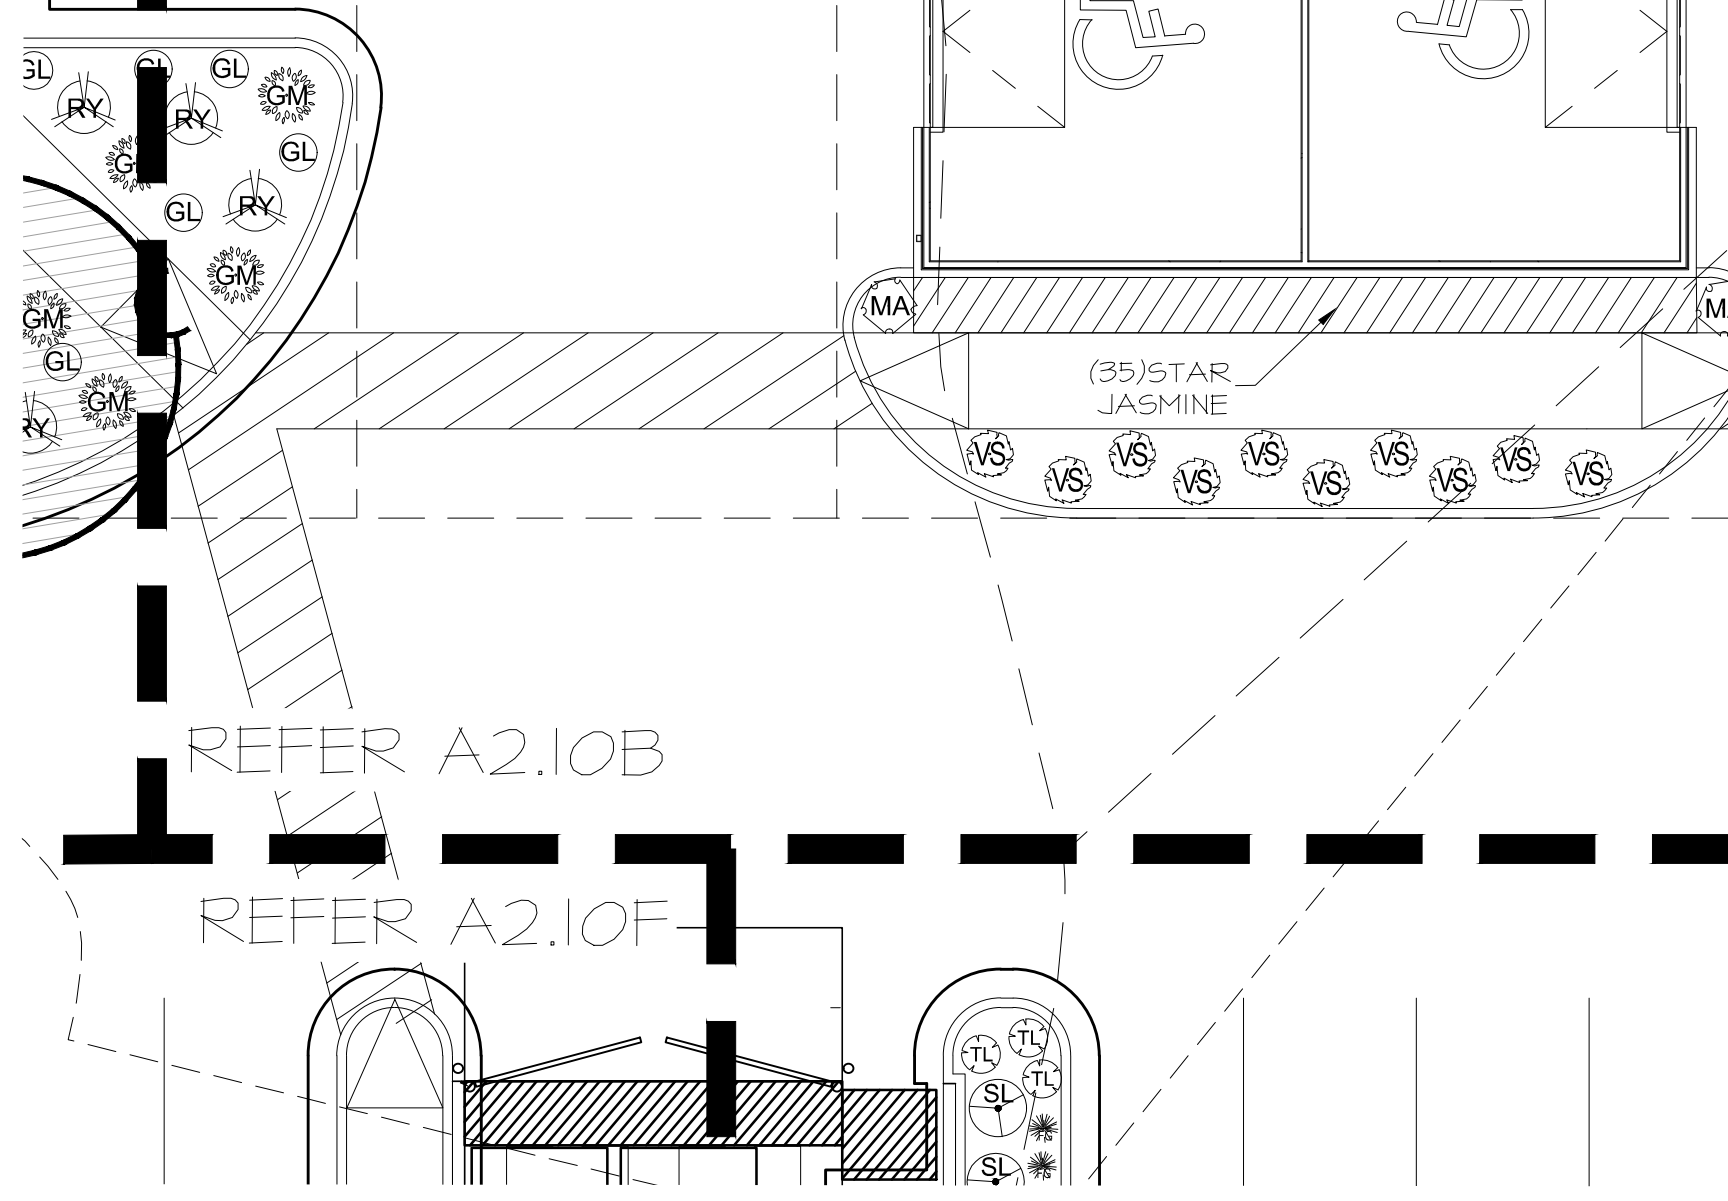 GL
GL
GL
RY
RY
GM
GL
GL
RY
GM
GM
GL
GM
RY
MA
(35)STAR
JASMINE
VS
VS
VS
VS
VS
VS
VS
VS
VS
VS
REFER A2.10B
REFER A2.10F
TL
TL
TL
SL
SL